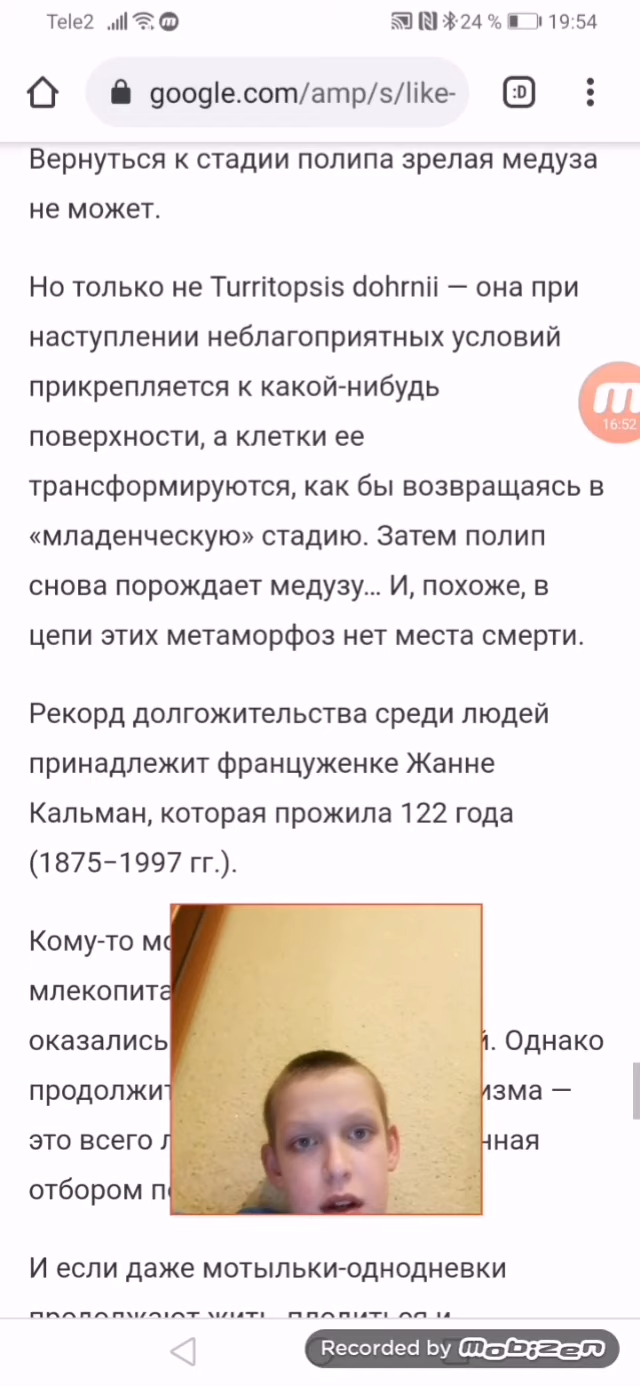 Tele2 24 % 19:54
google.com/amp/s/like-
:D
Вернуться к стадии полипа зрелая медуза
не может.
Но только не Turritopsis dohrnii — она при
наступлении неблагоприятных условий
прикрепляется к какой-нибудь
поверхности, а клетки ее
трансформируются, как бы возвращаясь в
«младенческую» стадию. Затем полип
снова порождает медузу... И, похоже, в
цепи этих метаморфоз нет места смерти.
m
16:52
Рекорд долгожительства среди людей
принадлежит француженке Жанне
Кальман, которая прожила 122 года
(1875–1997 гг.).
Кому-то
млекопита
оказались й. Однако
продолжит изма —
это всего нная
отбором
И если даже мотыльки-однодневки
продолжают жить, плодиться и
Recorded by mobizen